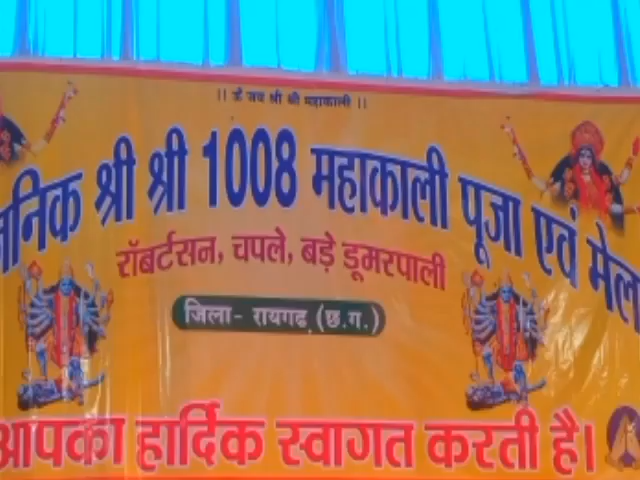 || ॐ जय श्री श्री महाकाली ||
श्री श्री 1008 महाकाली पूजा एवं
रॉबर्टसन, चपले, बड़े डूमरपाली
जिला- रायगढ़ (छ.ग.)
आपका हार्दिक स्वागत करती है।